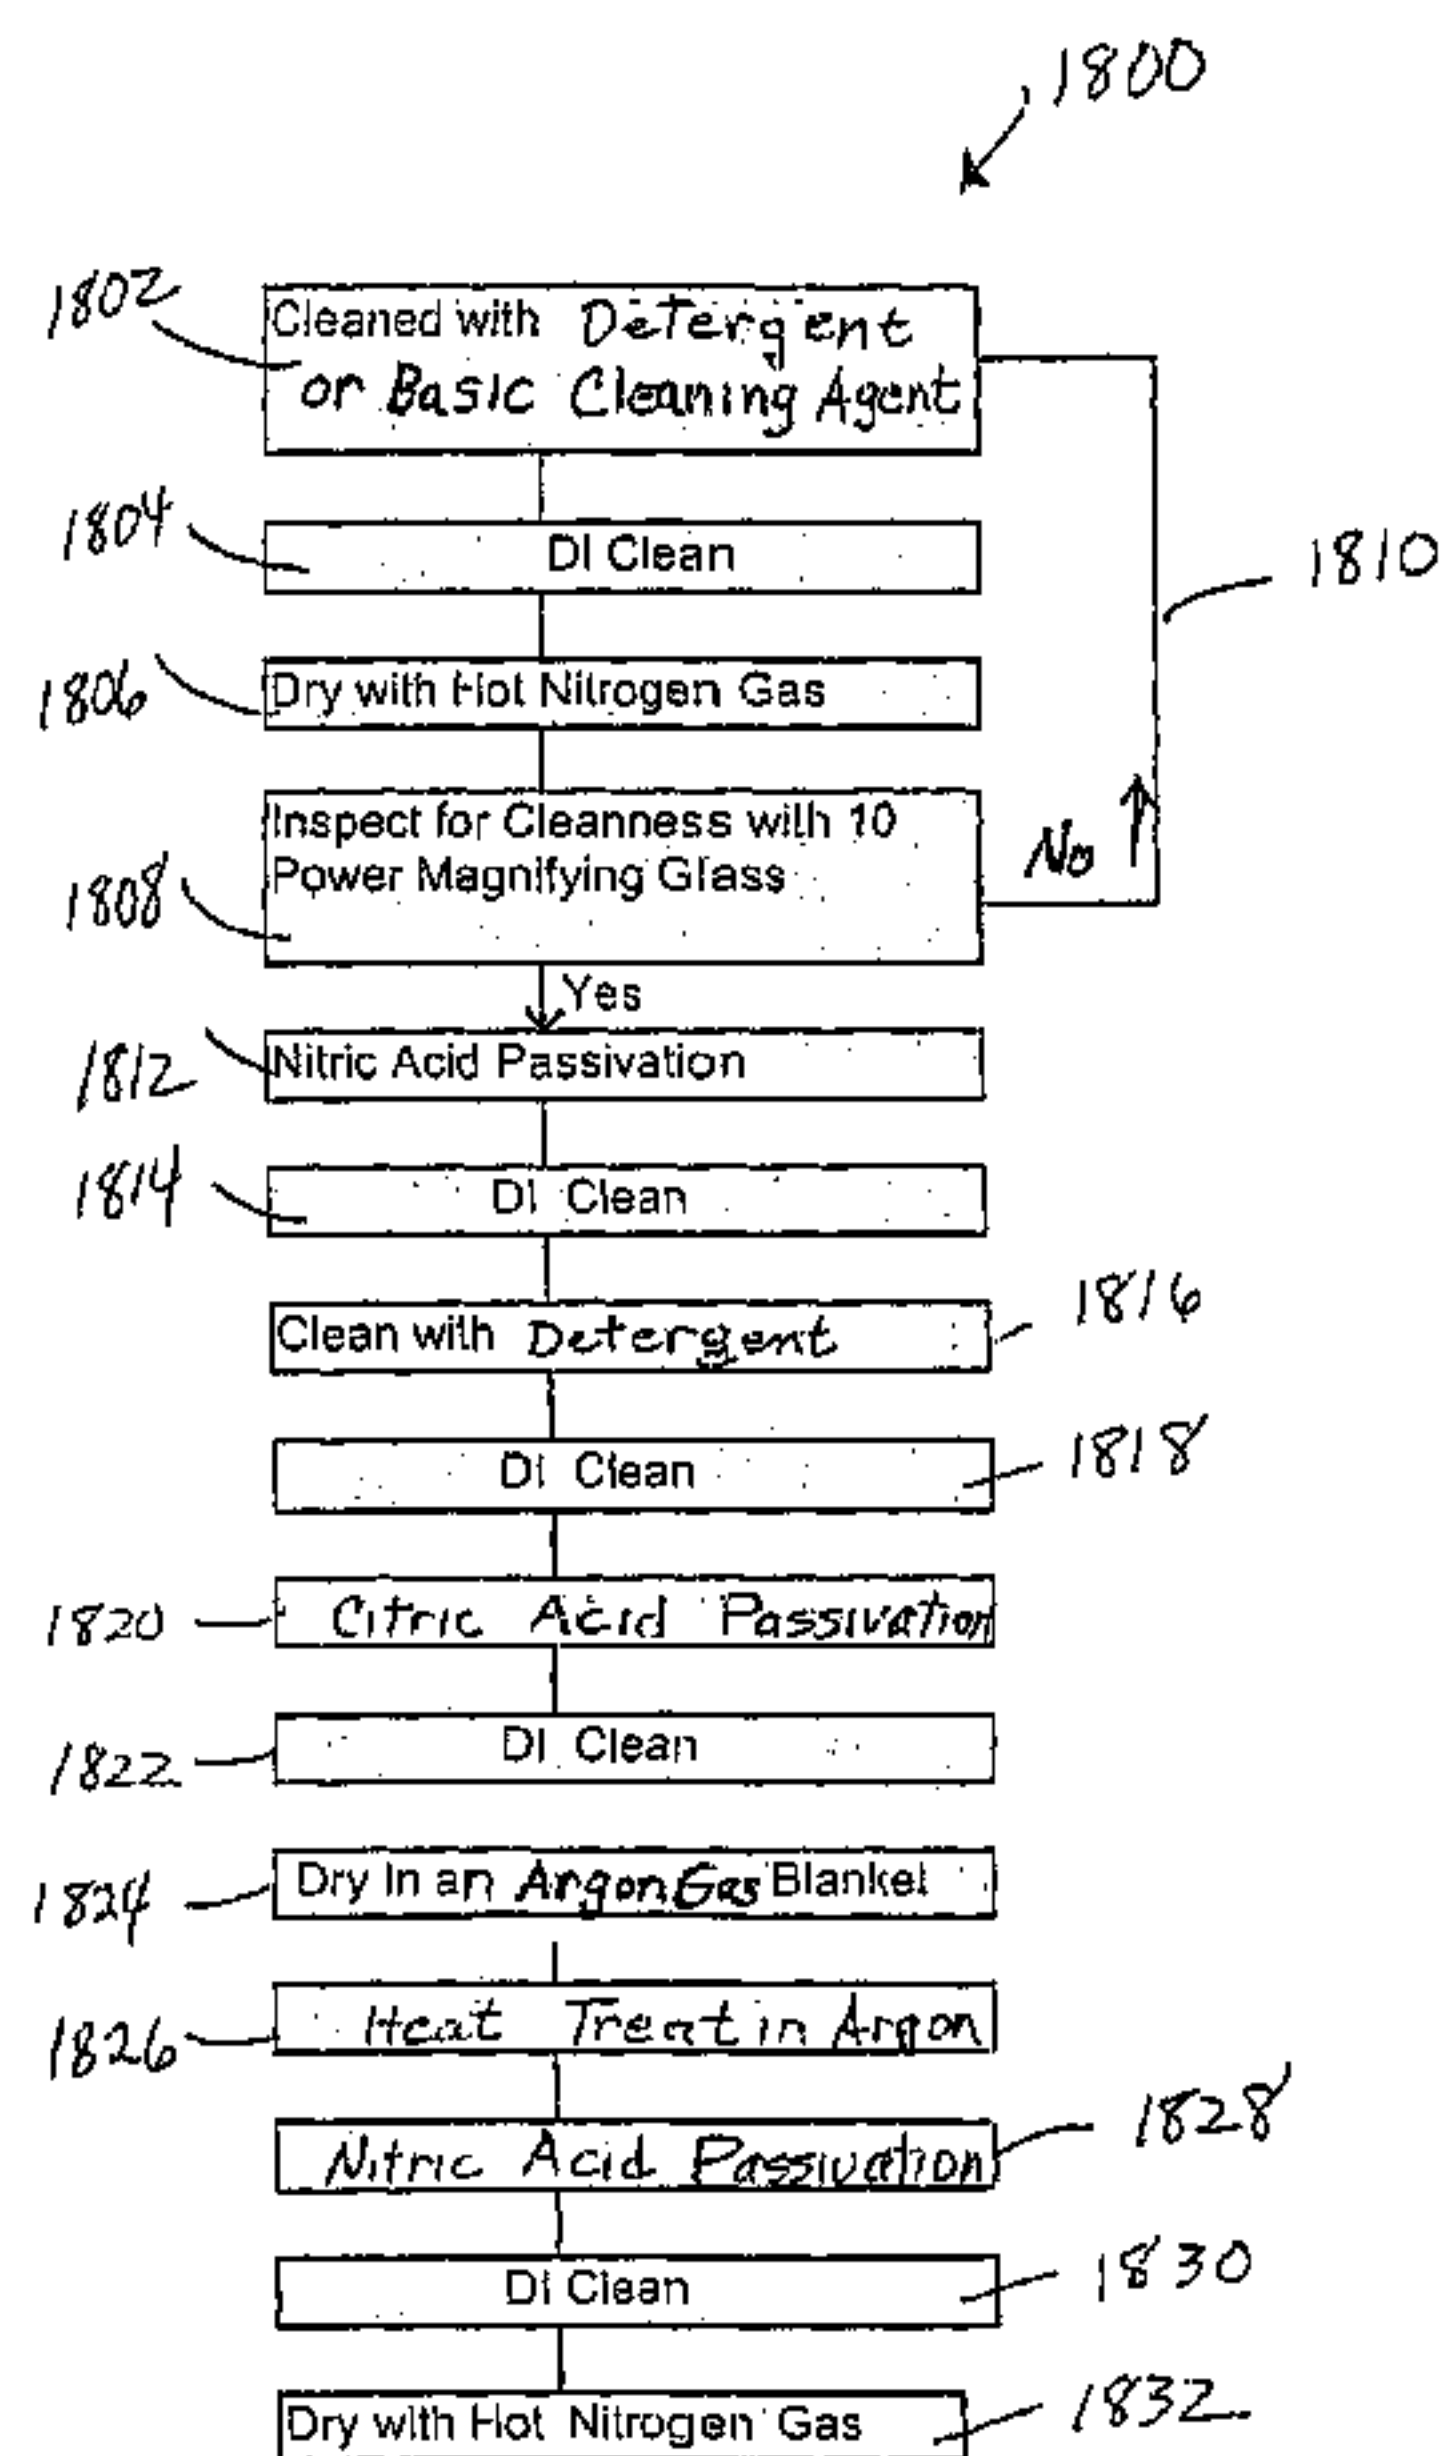 1800
1802
Cleaned with Detergent
or Basic Cleaning Agent
1804
DI Clean
1810
1806
Dry with Hot Nitrogen Gas
Inspect for Cleanness with 10
Power Magnifying Glass
No
1808
Yes
1812
Nitric Acid Passivation
1814
DI Clean
1816
Clean with Detergent
1818
DI Clean
1820
Citric Acid Passivation
1822
DI Clean
1824
Dry In an Argon Gas Blanket
1826
Heat Treat in Argon
1828
Nitric Acid Passivation
1830
DI Clean
1832
Dry with Hot Nitrogen Gas